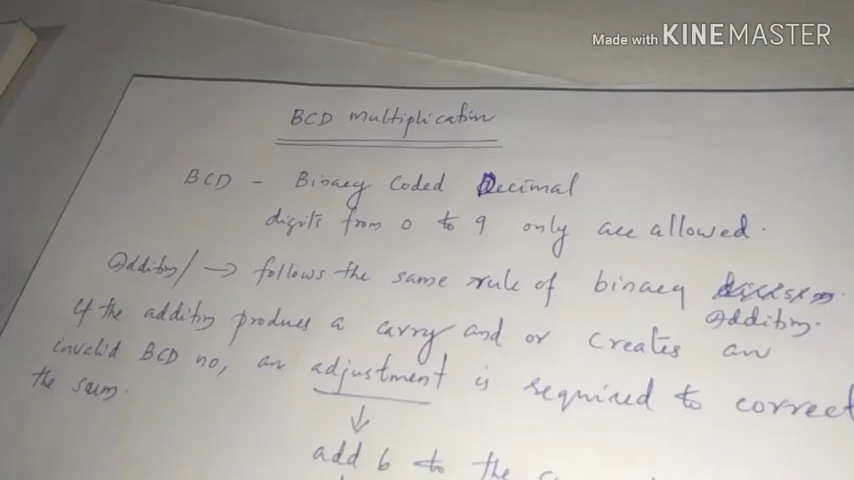 Made with KINEMASTER
BCD Multiplication
BCD - Binary Coded Decimal
digits from 0 to 9 only are allowed.
Addition/ → follows the same rule of binary
Addition.
If the addition produces a carry and or creates an
invalid BCD no, an adjustment is required to correct
the sum.
↓
add 6 to the